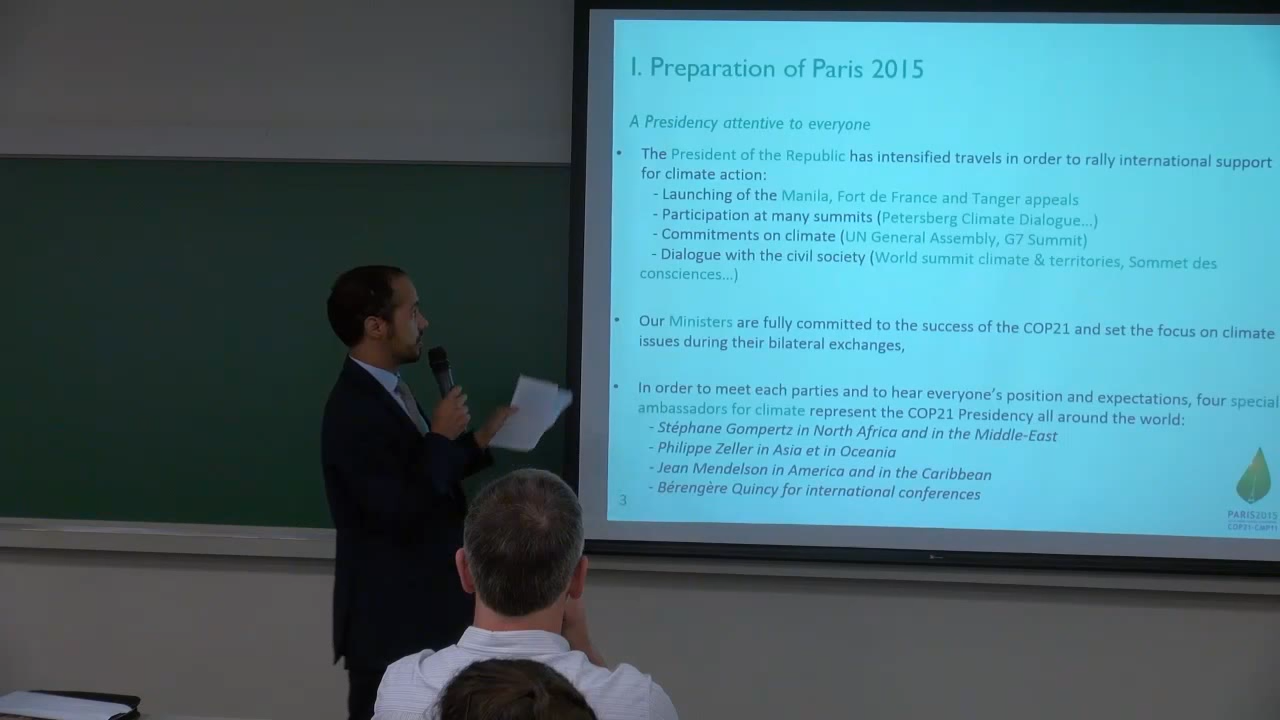 I. Preparation of Paris 2015
A Presidency attentive to everyone
• The President of the Republic has intensified travels in order to rally international support
for climate action:
- Launching of the Manila, Fort de France and Tanger appeals
- Participation at many summits (Petersberg Climate Dialogue...)
- Commitments on climate (UN General Assembly, G7 Summit)
- Dialogue with the civil society (World summit climate & territories, Sommet des
consciences...)
• Our Ministers are fully committed to the success of the COP21 and set the focus on climate
issues during their bilateral exchanges,
• In order to meet each parties and to hear everyone's position and expectations, four special
ambassadors for climate represent the COP21 Presidency all around the world:
- Stéphane Gompertz in North Africa and in the Middle-East
- Philippe Zeller in Asia et in Oceania
- Jean Mendelson in America and in the Caribbean
- Bérengère Quincy for international conferences
3
PARIS2015
COP21·CMP11